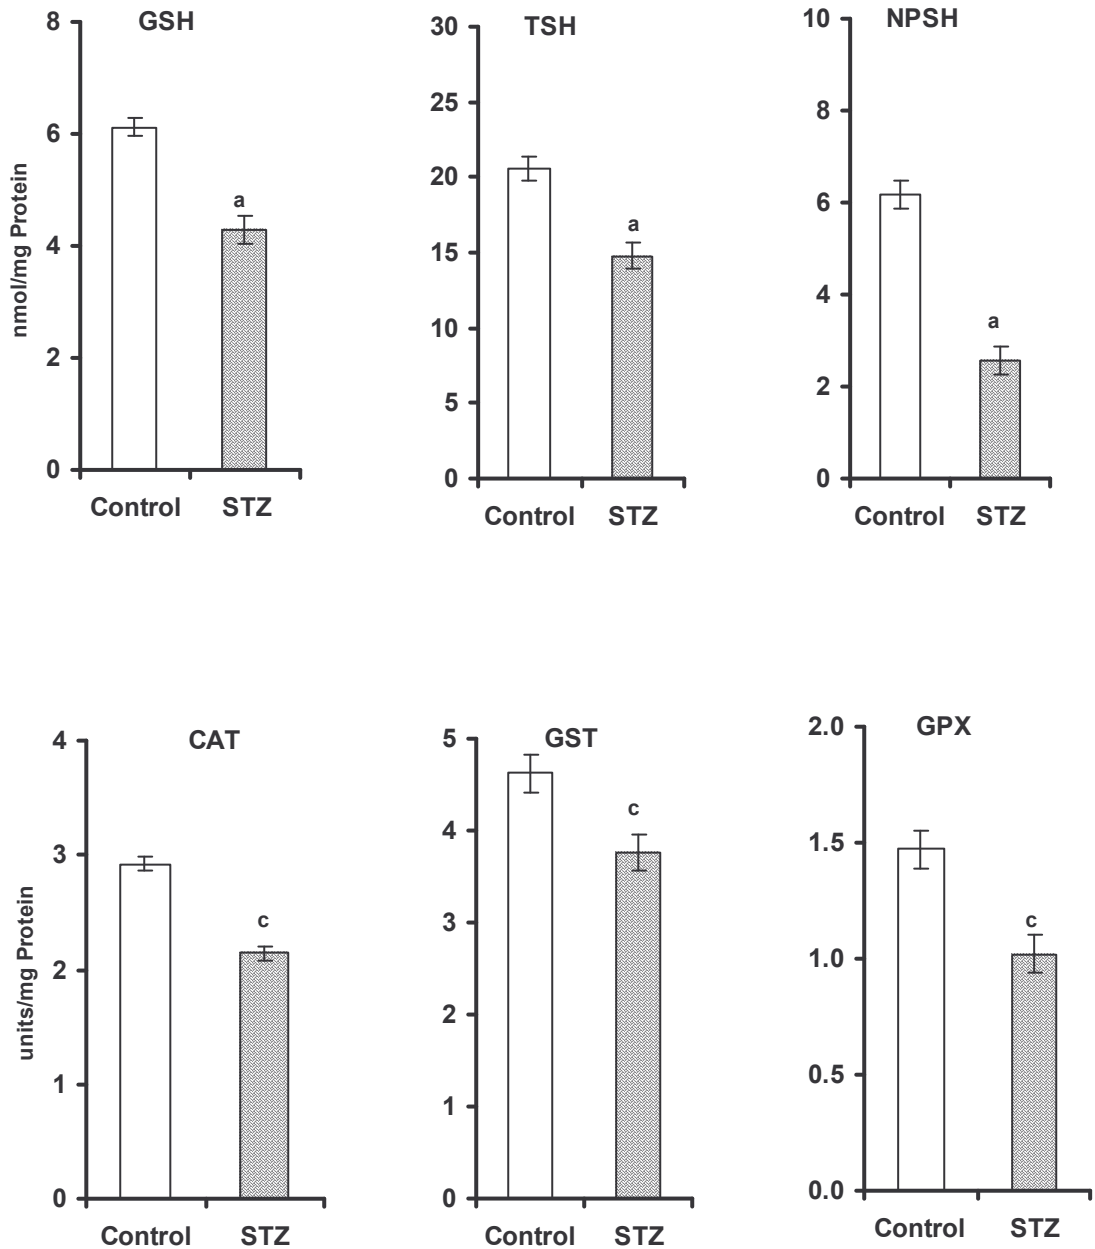 GSH
8
6
4
2
0
nmol/mg Protein
a
Control STZ
TSH
30
25
20
15
10
5
0
a
Control STZ
NPSH
10
8
6
4
2
0
a
Control STZ
CAT
4
3
2
1
0
units/mg Protein
c
Control STZ
GST
5
4
3
2
1
0
c
Control STZ
GPX
2.0
1.5
1.0
0.5
0.0
c
Control STZ